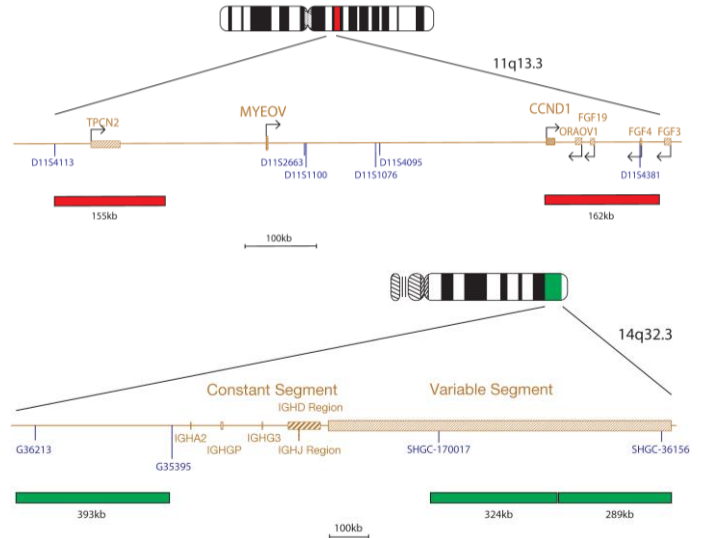 11q13.3
TPCN2
MYEOV
CCND1
FGF19
ORAOV1
FGF4
FGF3
D11S4113
D11S2663
D11S1100
D11S4095
D11S1076
D11S4381
155kb
162kb
100kb
14q32.3
Constant Segment
Variable Segment
IGHD Region
IGHA2
IGHGP
IGHG3
IGHJ Region
G36213
G35395
SHGC-170017
SHGC-36156
393kb
324kb
289kb
100kb